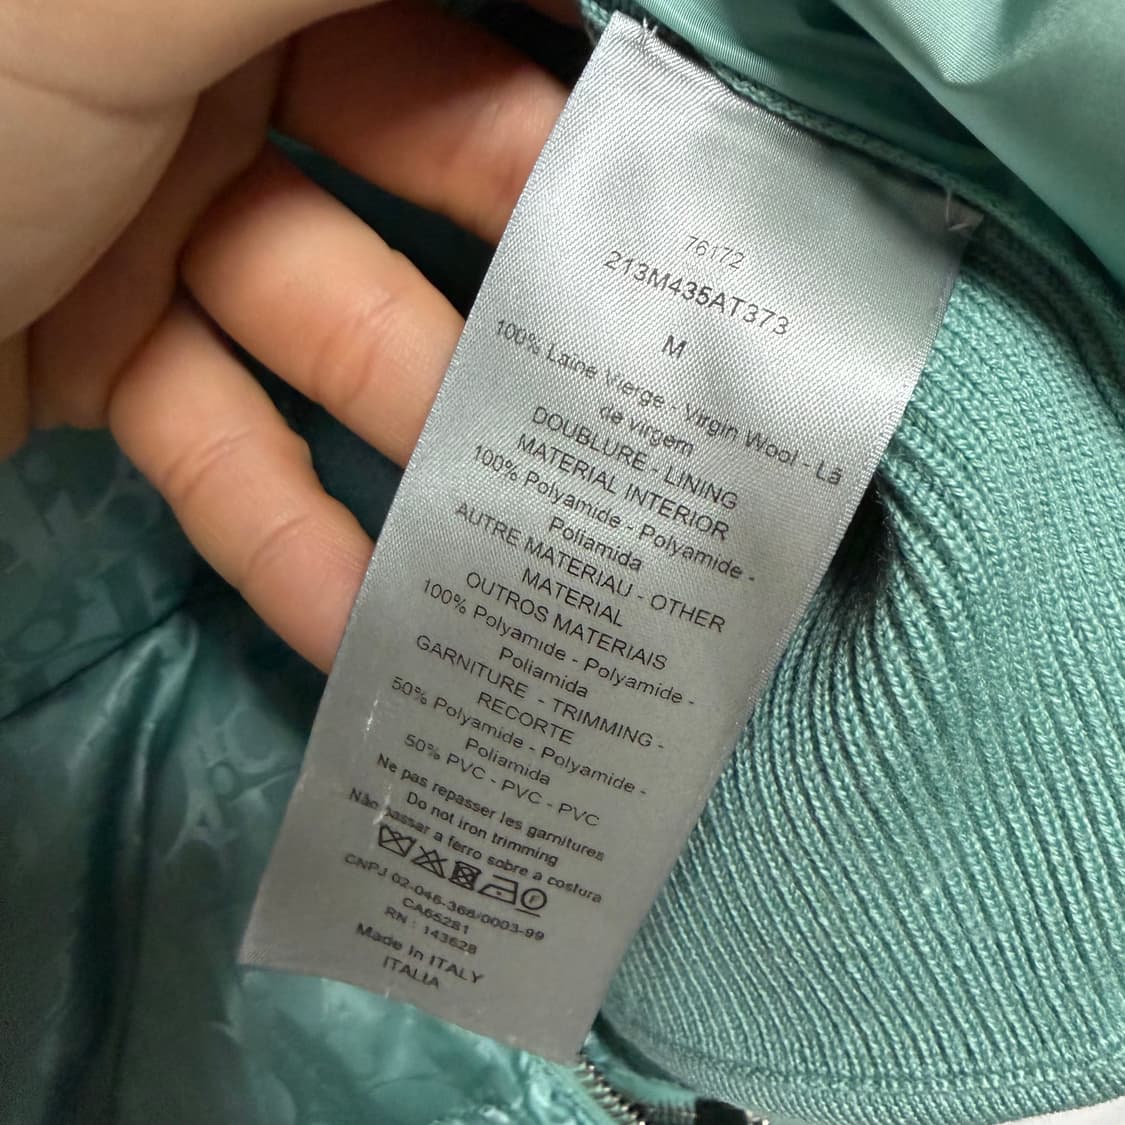 76172
213M435AT373
M
100% Laine Vierge - Virgin Wool - Lã
de virgem
DOUBLURE - LINING
MATERIAL INTERIOR
100% Polyamide - Polyamide -
Poliamida
AUTRE MATERIAU - OTHER
MATERIAL
OUTROS MATERIAIS
100% Polyamide - Polyamide -
Poliamida
GARNITURE - TRIMMING -
RECORTE
50% Polyamide - Polyamide -
Poliamida
50% PVC - PVC - PVC
Ne pas repasser les garnitures
Do not iron trimming
Não passar a ferro sobre a costura
CNPJ 02-046-368/0003-99
CA65281
RN : 143628
Made in ITALY
ITALIA